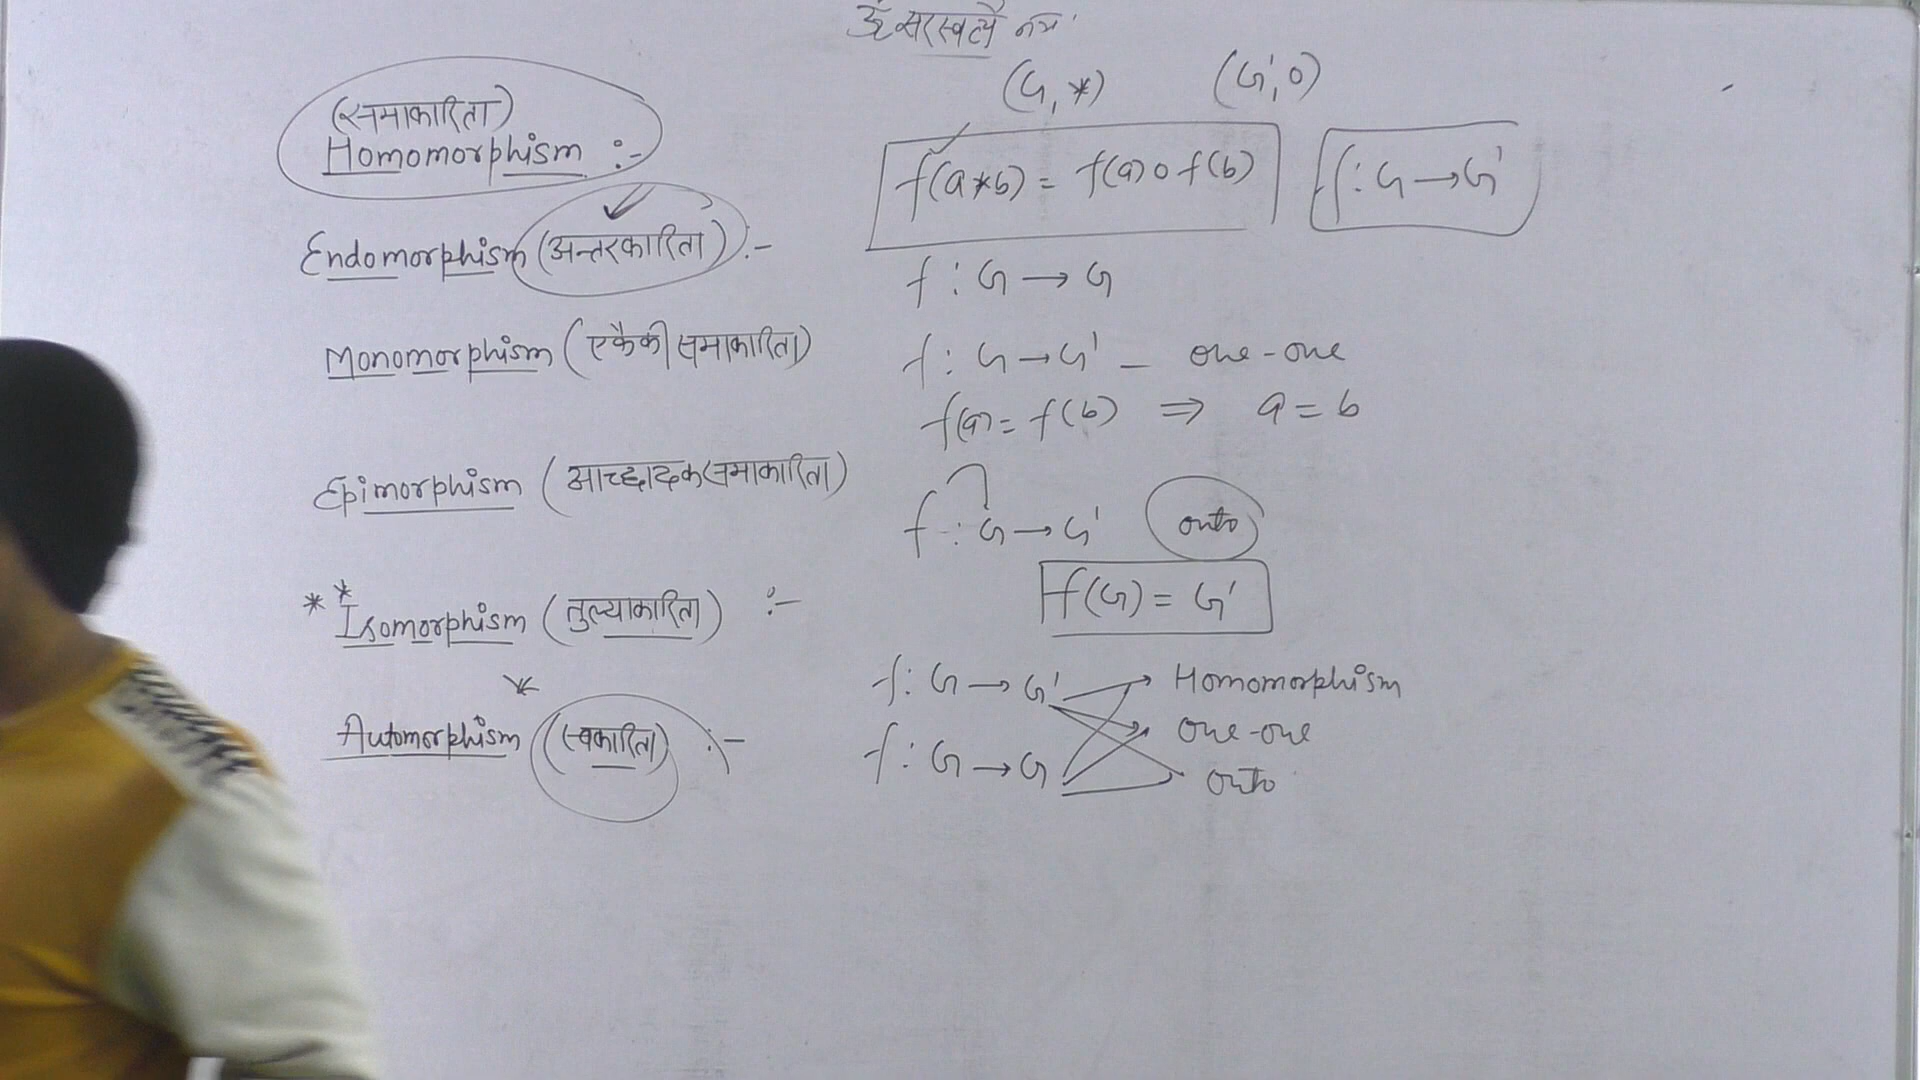 ॐ सरस्वत्यै नमः
(G, *) (G', o)
(समाकारिता)
Homomorphism :-
f(a*b) = f(a) o f(b) f : G → G'
Endomorphism (अन्तरकारिता) :-
f : G → G
Monomorphism (एकैकी समाकारिता)
f : G → G' - one-one
f(a) = f(b) ⇒ a = b
Epimorphism (आच्छादक समाकारिता)
f : G → G' onto
f(G) = G'
** Isomorphism (तुल्याकारिता) :-
f : G → G' Homomorphism
one-one
Automorphism (स्वकारिता) :-
f : G → G onto